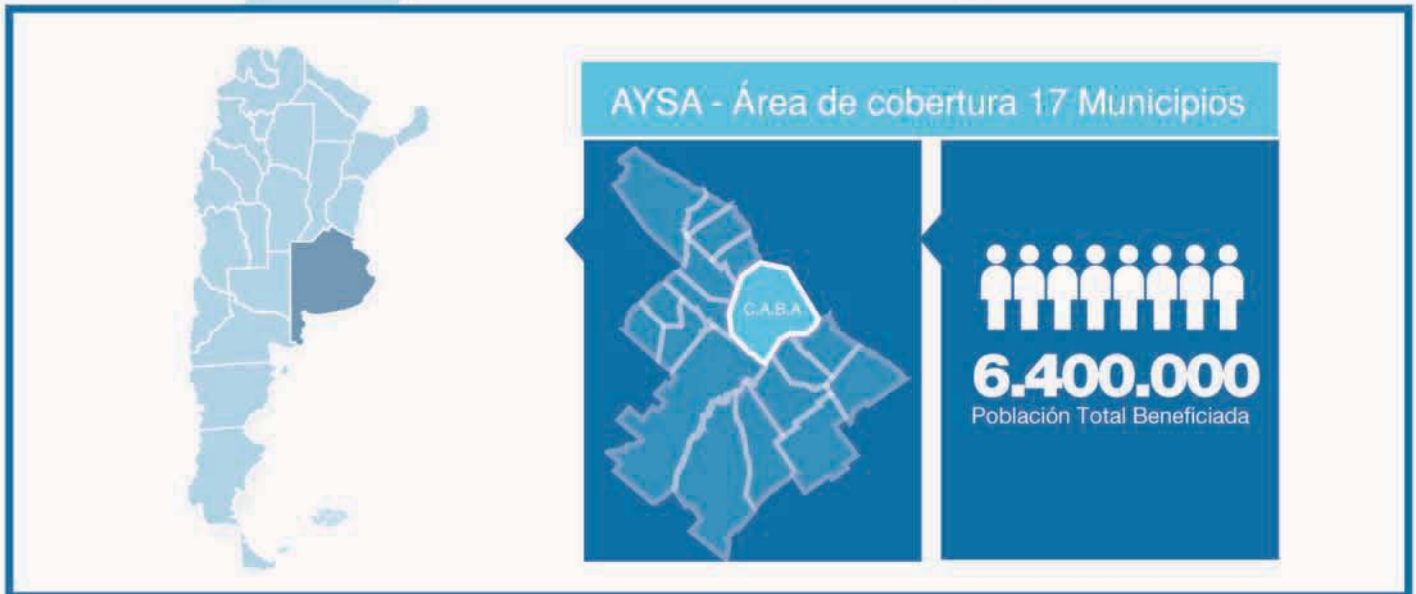 AYSA - Área de cobertura 17 Municipios
C.A.B.A
6.400.000
Población Total Beneficiada